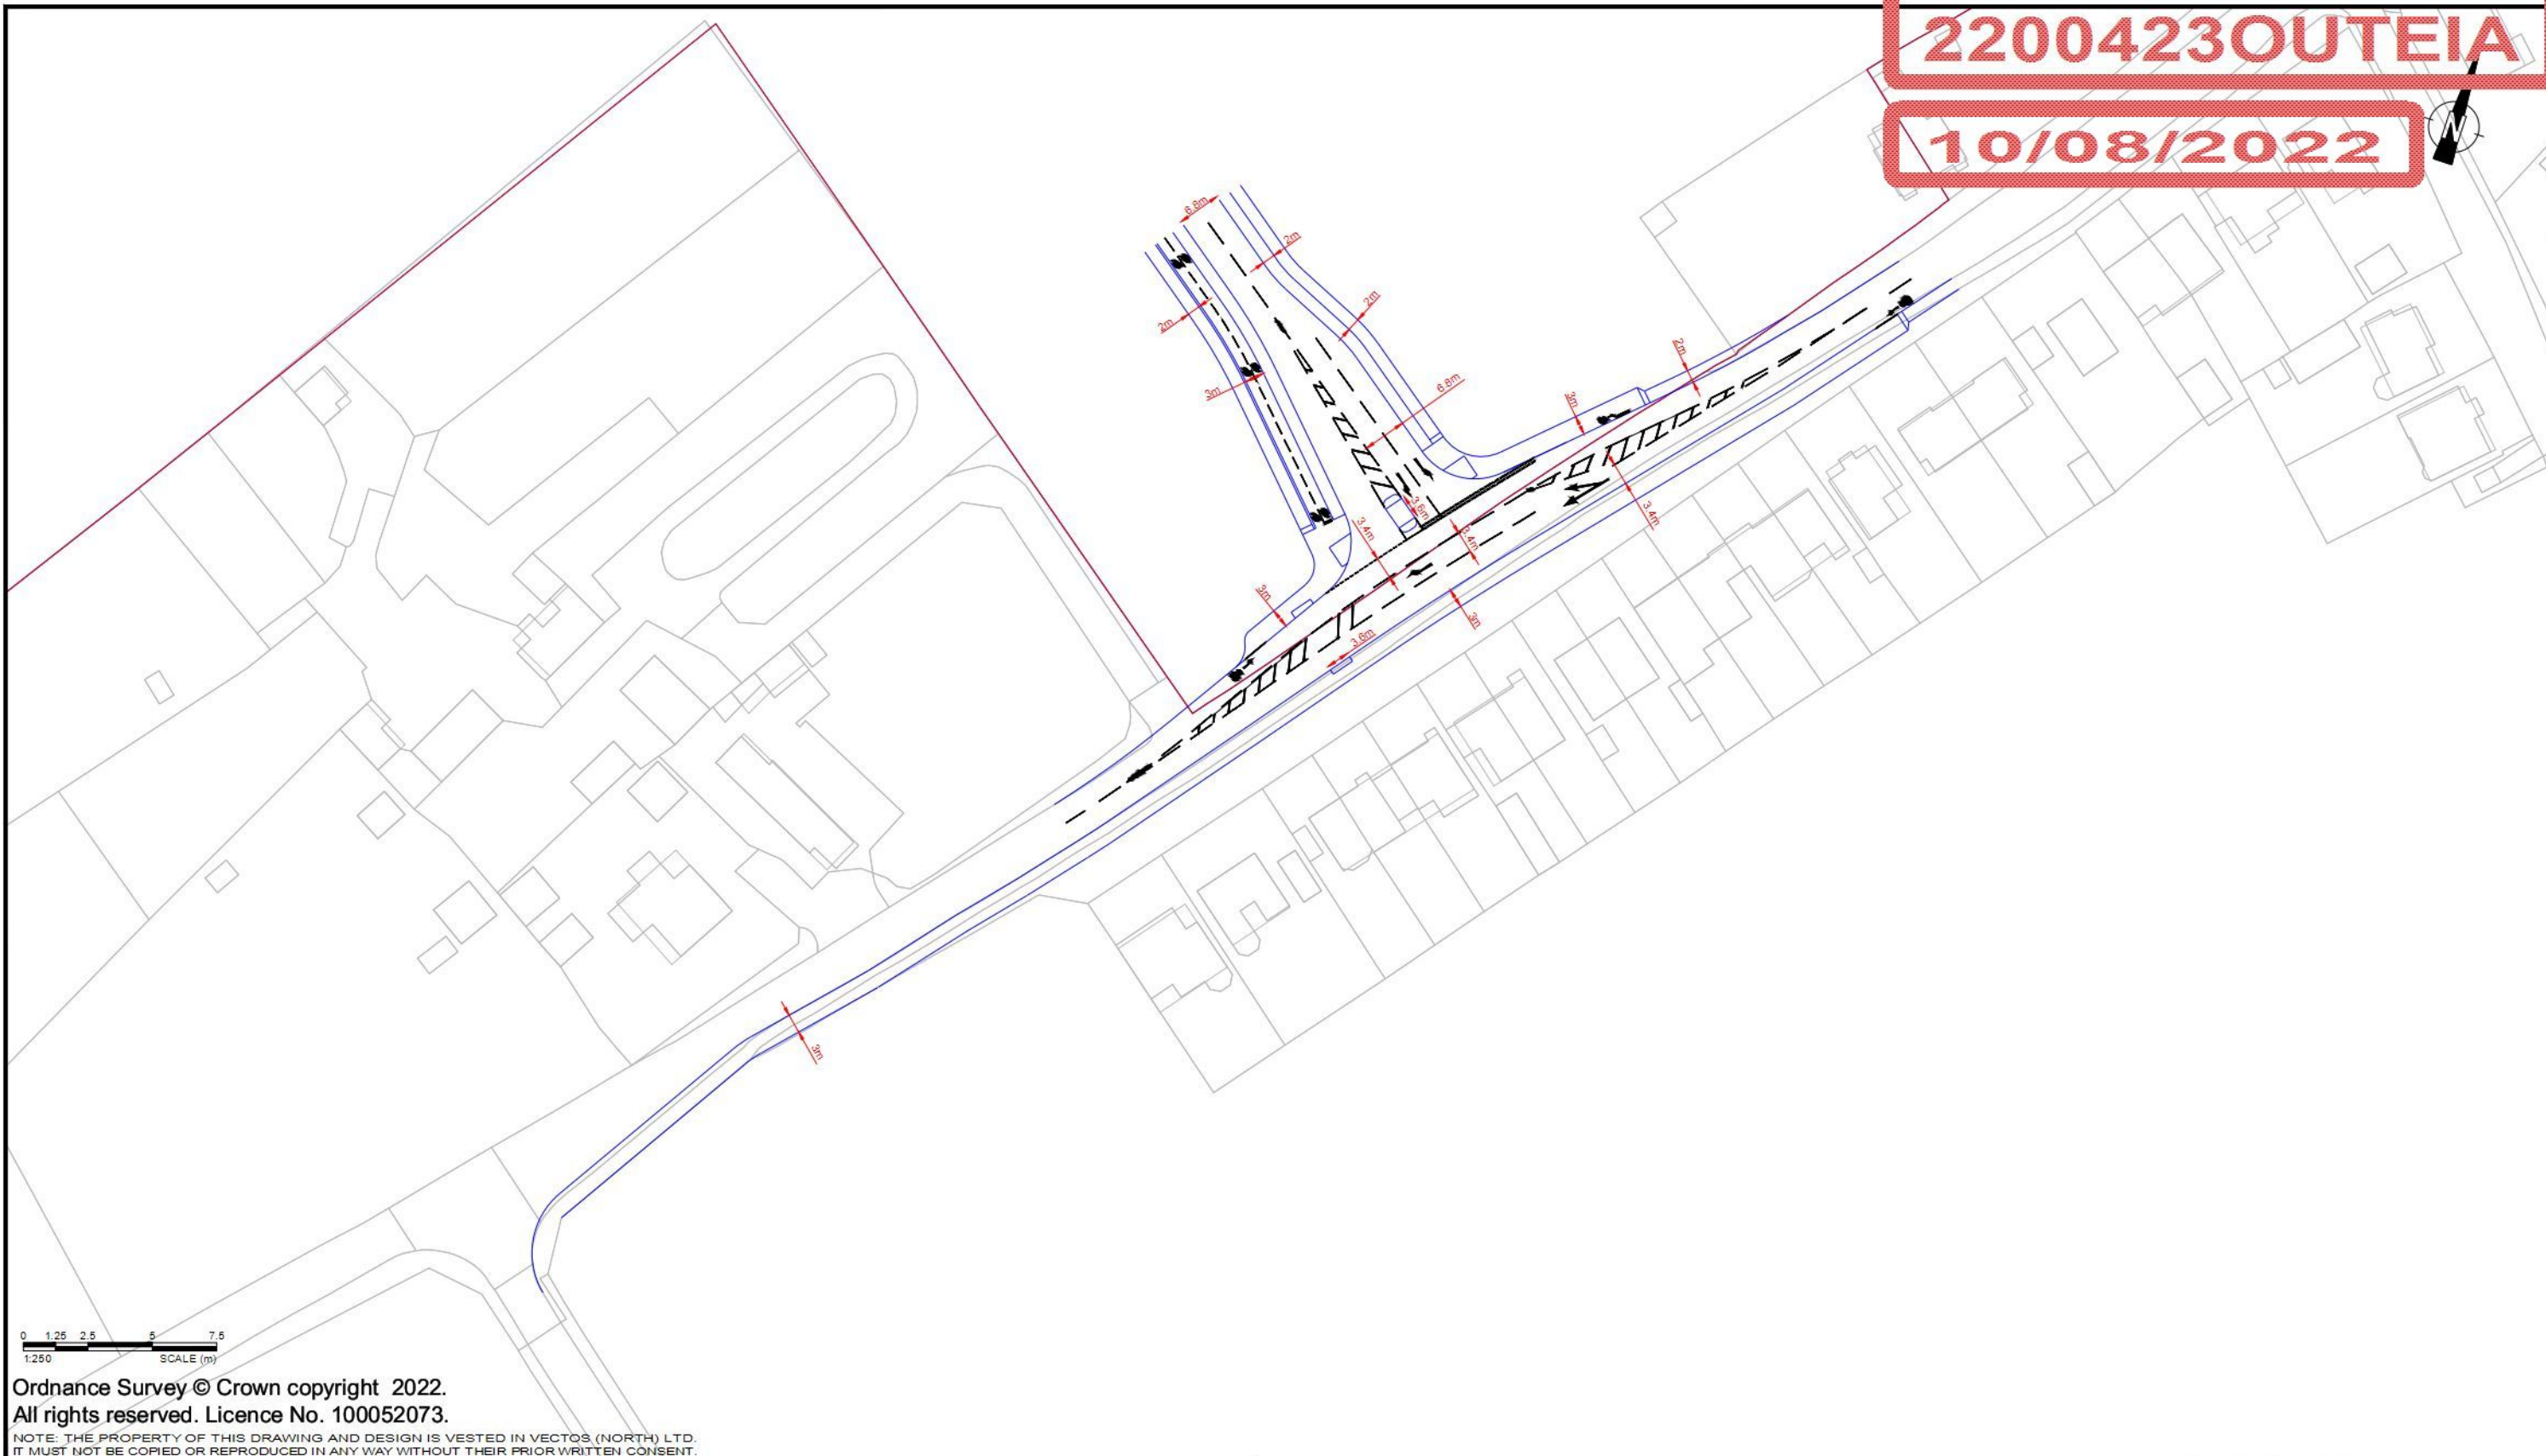 2200423OUTEIA
10/08/2022
N
6.8m
2m
2m
2m
3m
6.8m
2m
3m
3.6m
3.4m
3.4m
3.4m
3m
3.6m
3m
3m
0 1.25 2.5 5 7.5
1:250 SCALE (m)
Ordnance Survey © Crown copyright 2022.
All rights reserved. Licence No. 100052073.
NOTE: THE PROPERTY OF THIS DRAWING AND DESIGN IS VESTED IN VECTOS (NORTH) LTD.
IT MUST NOT BE COPIED OR REPRODUCED IN ANY WAY WITHOUT THEIR PRIOR WRITTEN CONSENT.